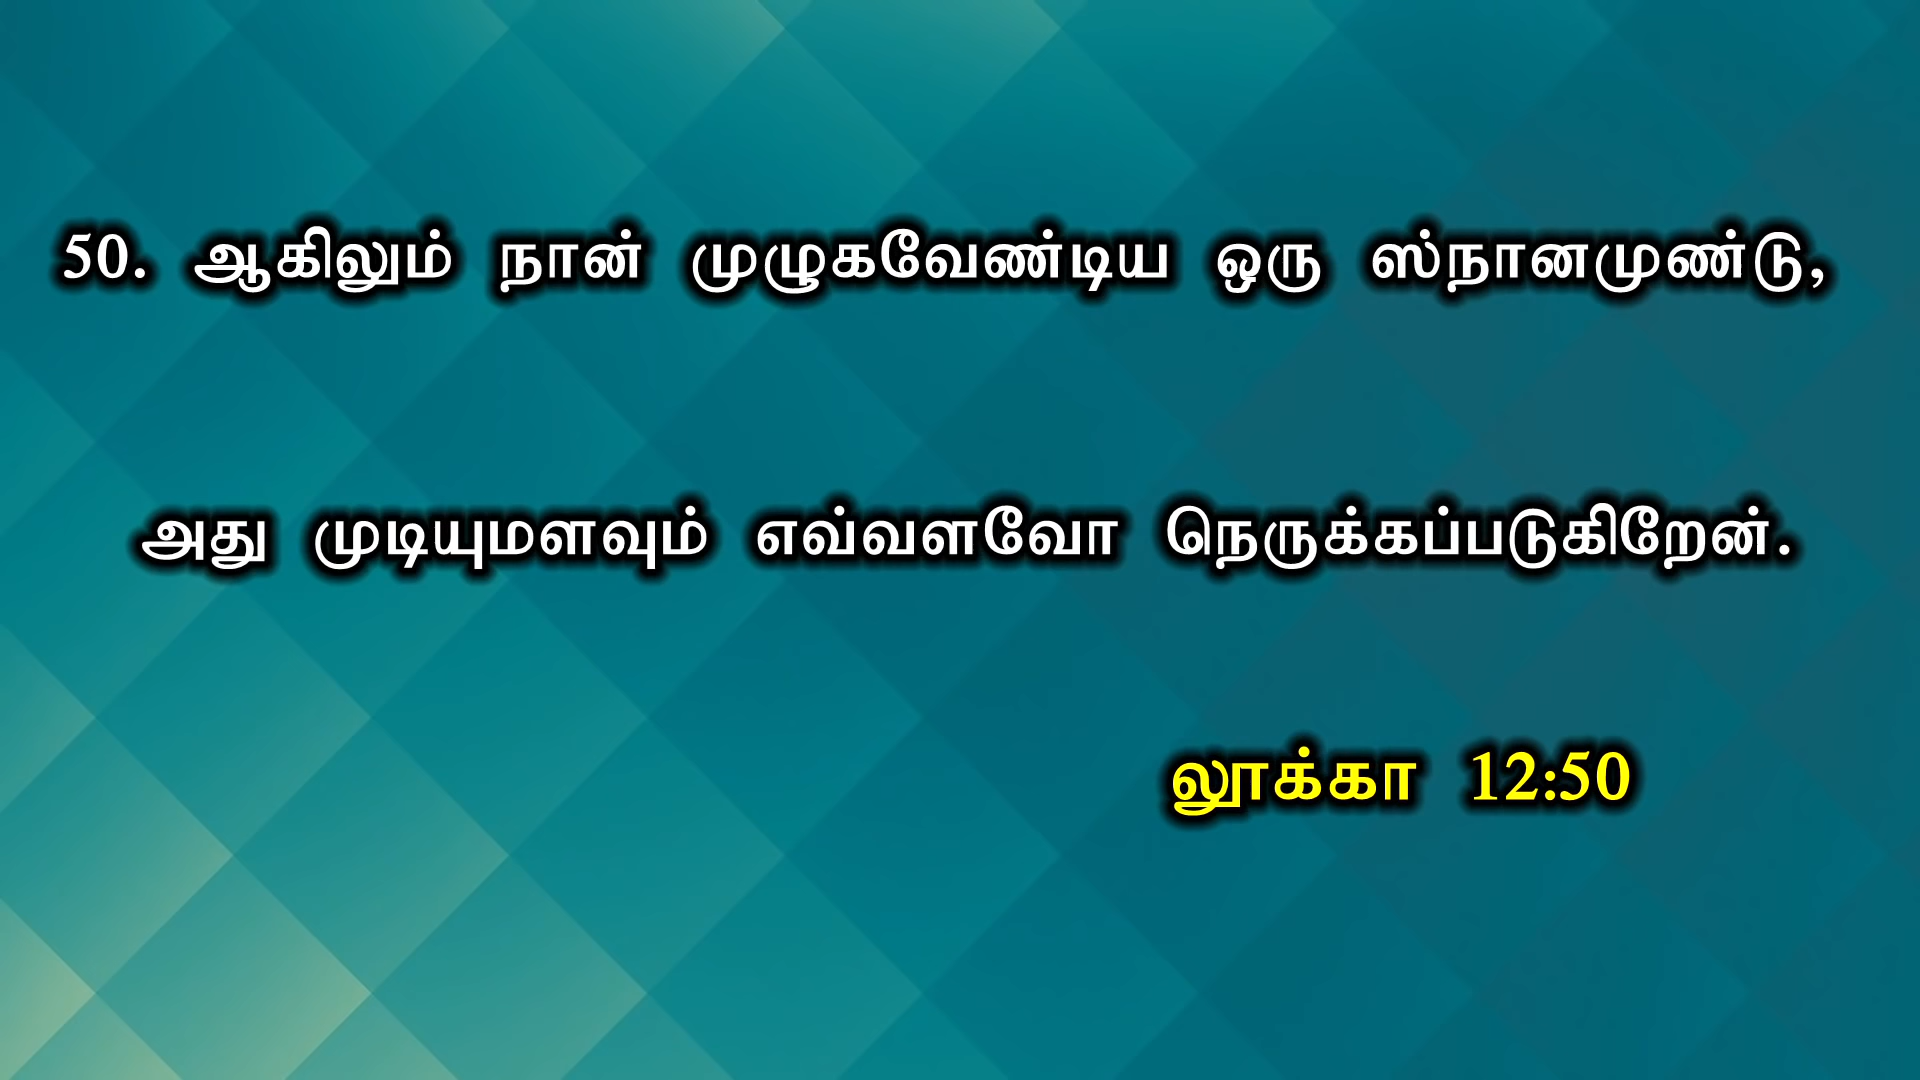 50. ஆகிலும் நான் முழுகவேண்டிய ஒரு ஸ்நானமுண்டு,
அது முடியுமளவும் எவ்வளவோ நெருக்கப்படுகிறேன்.
லூக்கா 12:50